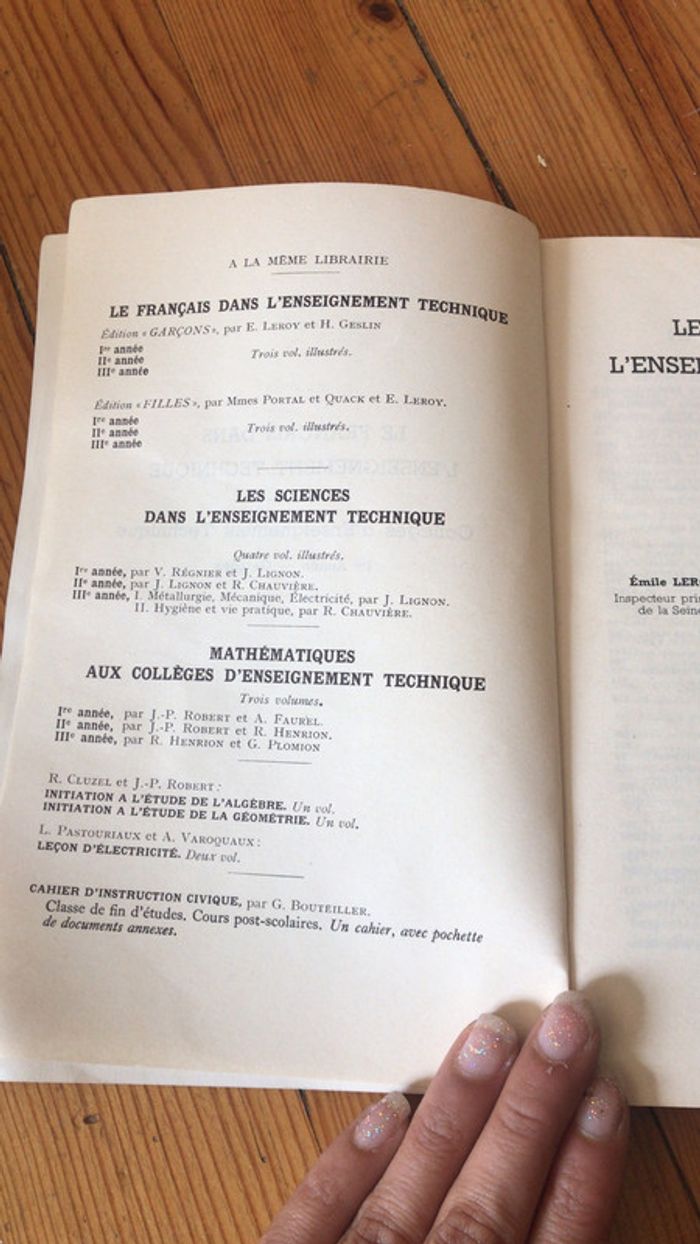 A LA MÊME LIBRAIRIE
LE FRANÇAIS DANS L'ENSEIGNEMENT TECHNIQUE
Édition « GARÇONS », par E. LEROY et H. GESLIN
Ire année
IIe année
IIIe année
Trois vol. illustrés.
Édition « FILLES », par Mmes PORTAL et QUACK et E. LEROY.
Ire année
IIe année
IIIe année
Trois vol. illustrés.
LES SCIENCES
DANS L'ENSEIGNEMENT TECHNIQUE
Quatre vol. illustrés.
Ire année, par V. RÉGNIER et J. LIGNON.
IIe année, par J. LIGNON et R. CHAUVIÈRE.
IIIe année, I. Métallurgie, Mécanique, Électricité, par J. LIGNON.
II. Hygiène et vie pratique, par R. CHAUVIÈRE.
MATHÉMATIQUES
AUX COLLÈGES D'ENSEIGNEMENT TECHNIQUE
Trois volumes.
Ire année, par J.-P. ROBERT et A. FAUREL.
IIe année, par J.-P. ROBERT et R. HENRION.
IIIe année, par R. HENRION et G. PLOMION
R. CLUZEL et J.-P. ROBERT :
INITIATION A L'ÉTUDE DE L'ALGÈBRE. Un vol.
INITIATION A L'ÉTUDE DE LA GÉOMÉTRIE. Un vol.
L. PASTOURIAUX et A. VAROQUAUX :
LEÇON D'ÉLECTRICITÉ. Deux vol.
CAHIER D'INSTRUCTION CIVIQUE, par G. BOUTEILLER.
Classe de fin d'études. Cours post-scolaires. Un cahier, avec pochette
de documents annexes.
LE
L'ENSE
Émile LER
Inspecteur pri
de la Seine